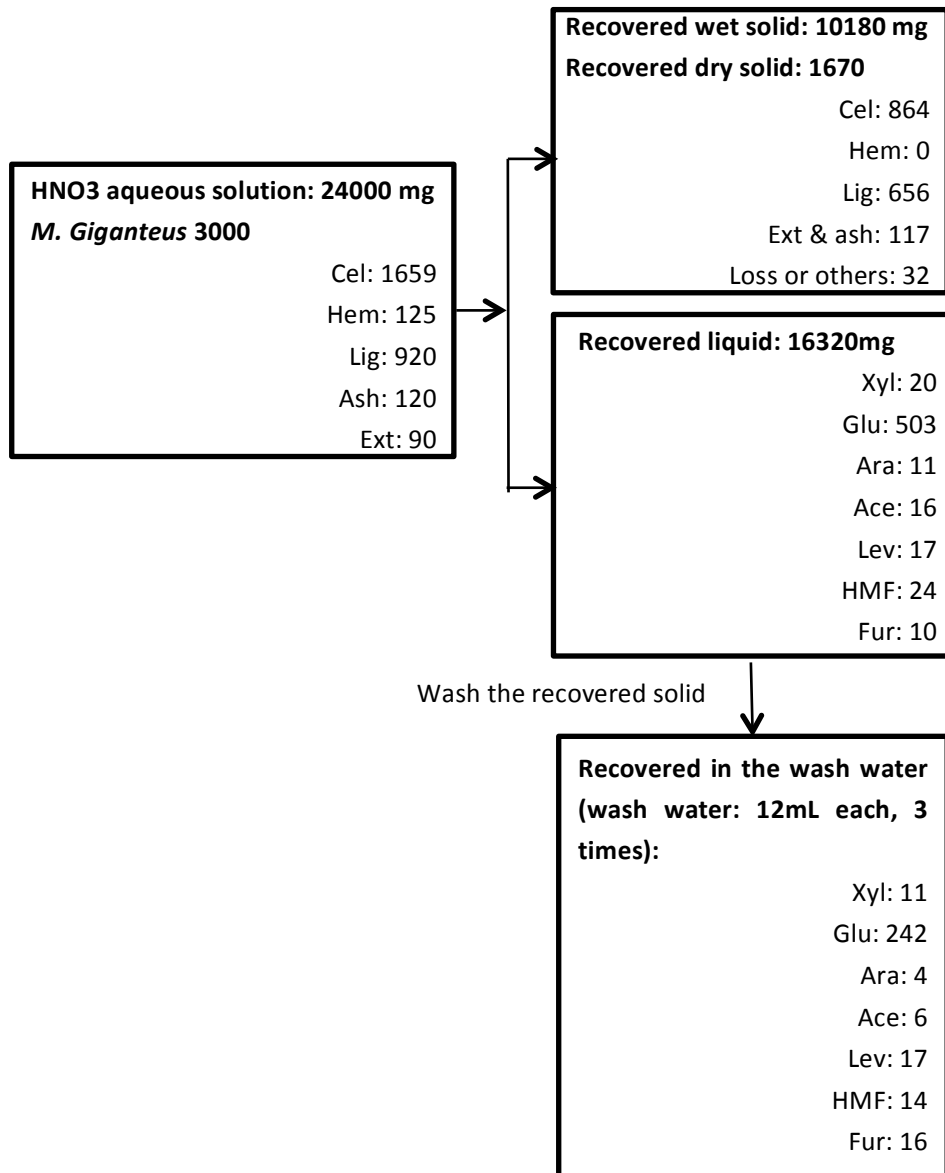 HNO3 aqueous solution: 24000 mg
M. Giganteus 3000
Cel: 1659
Hem: 125
Lig: 920
Ash: 120
Ext: 90
Recovered wet solid: 10180 mg
Recovered dry solid: 1670
Cel: 864
Hem: 0
Lig: 656
Ext & ash: 117
Loss or others: 32
Recovered liquid: 16320mg
Xyl: 20
Glu: 503
Ara: 11
Ace: 16
Lev: 17
HMF: 24
Fur: 10
Wash the recovered solid
Recovered in the wash water
(wash water: 12mL each, 3
times):
Xyl: 11
Glu: 242
Ara: 4
Ace: 6
Lev: 17
HMF: 14
Fur: 16